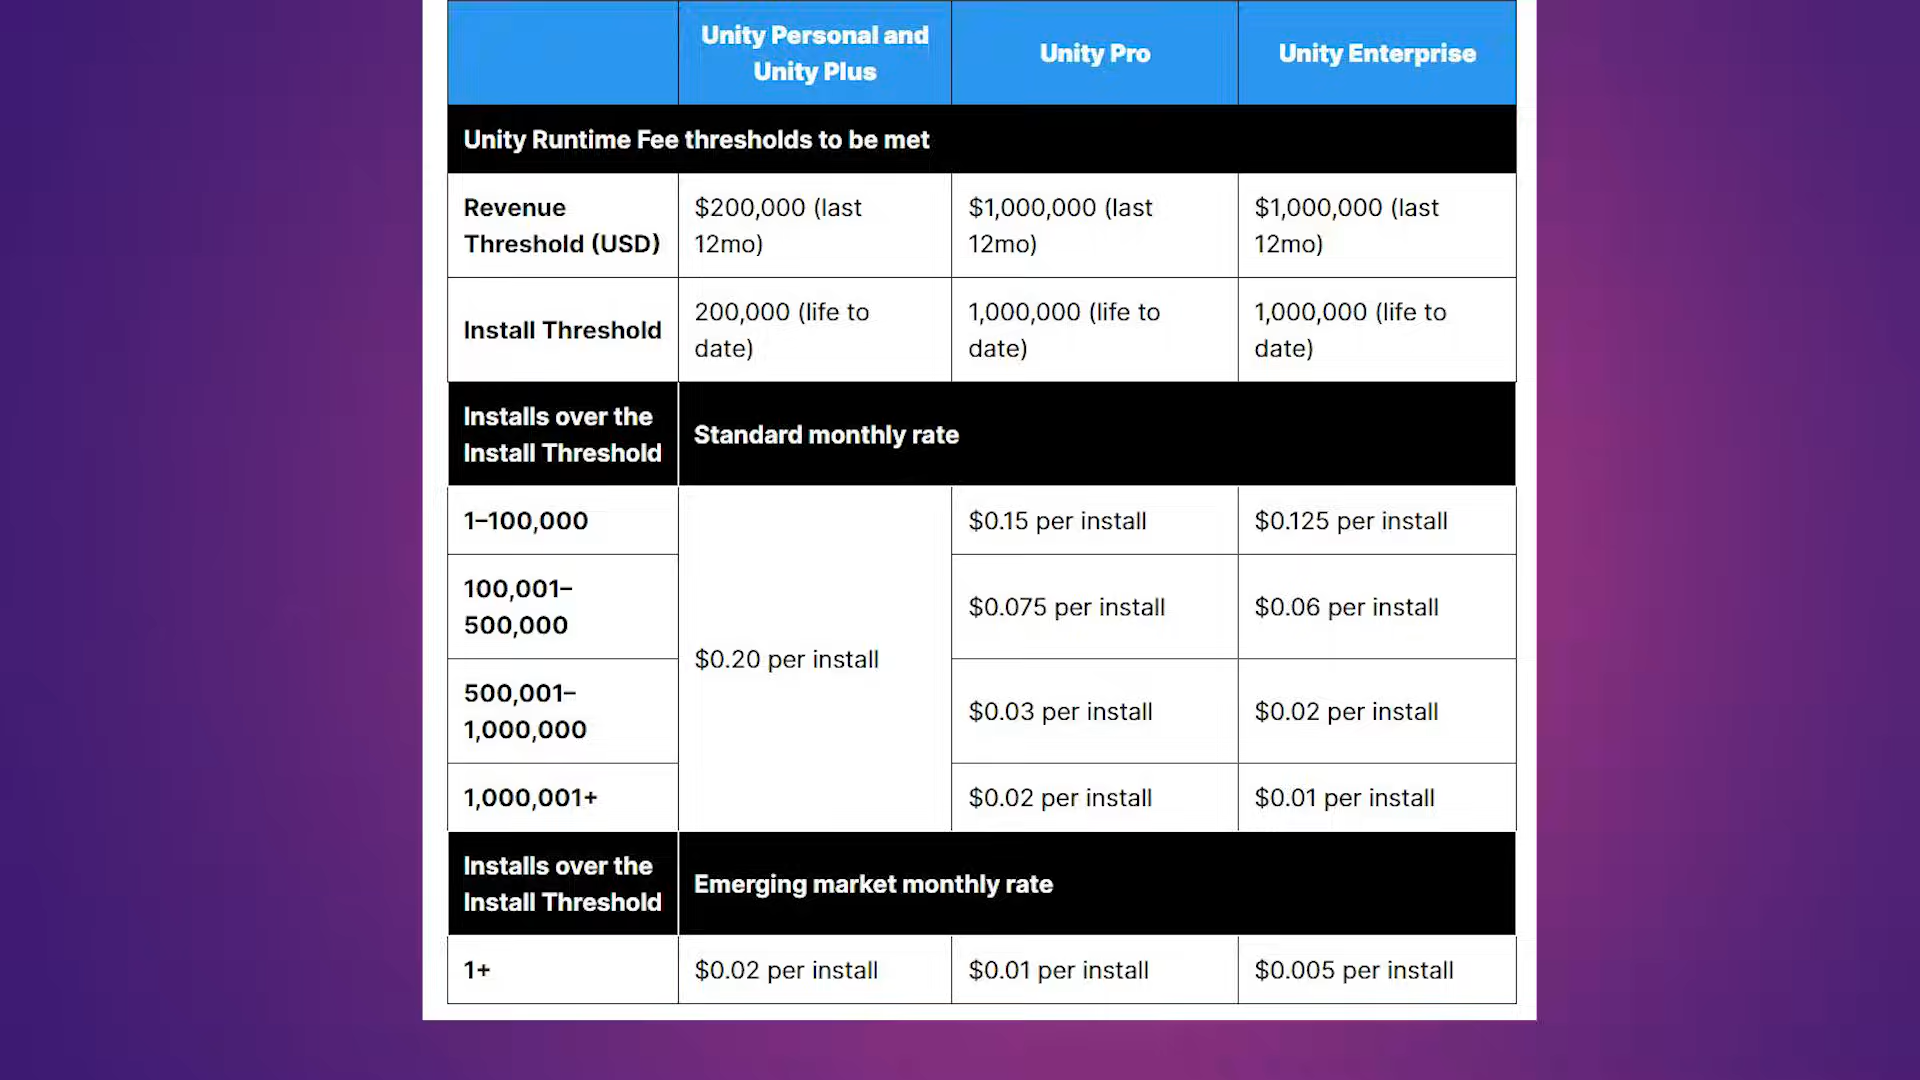 Unity Personal and
Unity Plus
Unity Pro
Unity Enterprise
Unity Runtime Fee thresholds to be met
Revenue
Threshold (USD)
$200,000 (last
12mo)
$1,000,000 (last
12mo)
$1,000,000 (last
12mo)
Install Threshold
200,000 (life to
date)
1,000,000 (life to
date)
1,000,000 (life to
date)
Installs over the
Install Threshold
Standard monthly rate
1–100,000
$0.20 per install
$0.15 per install
$0.125 per install
100,001–
500,000
$0.075 per install
$0.06 per install
500,001–
1,000,000
$0.03 per install
$0.02 per install
1,000,001+
$0.02 per install
$0.01 per install
Installs over the
Install Threshold
Emerging market monthly rate
1+
$0.02 per install
$0.01 per install
$0.005 per install